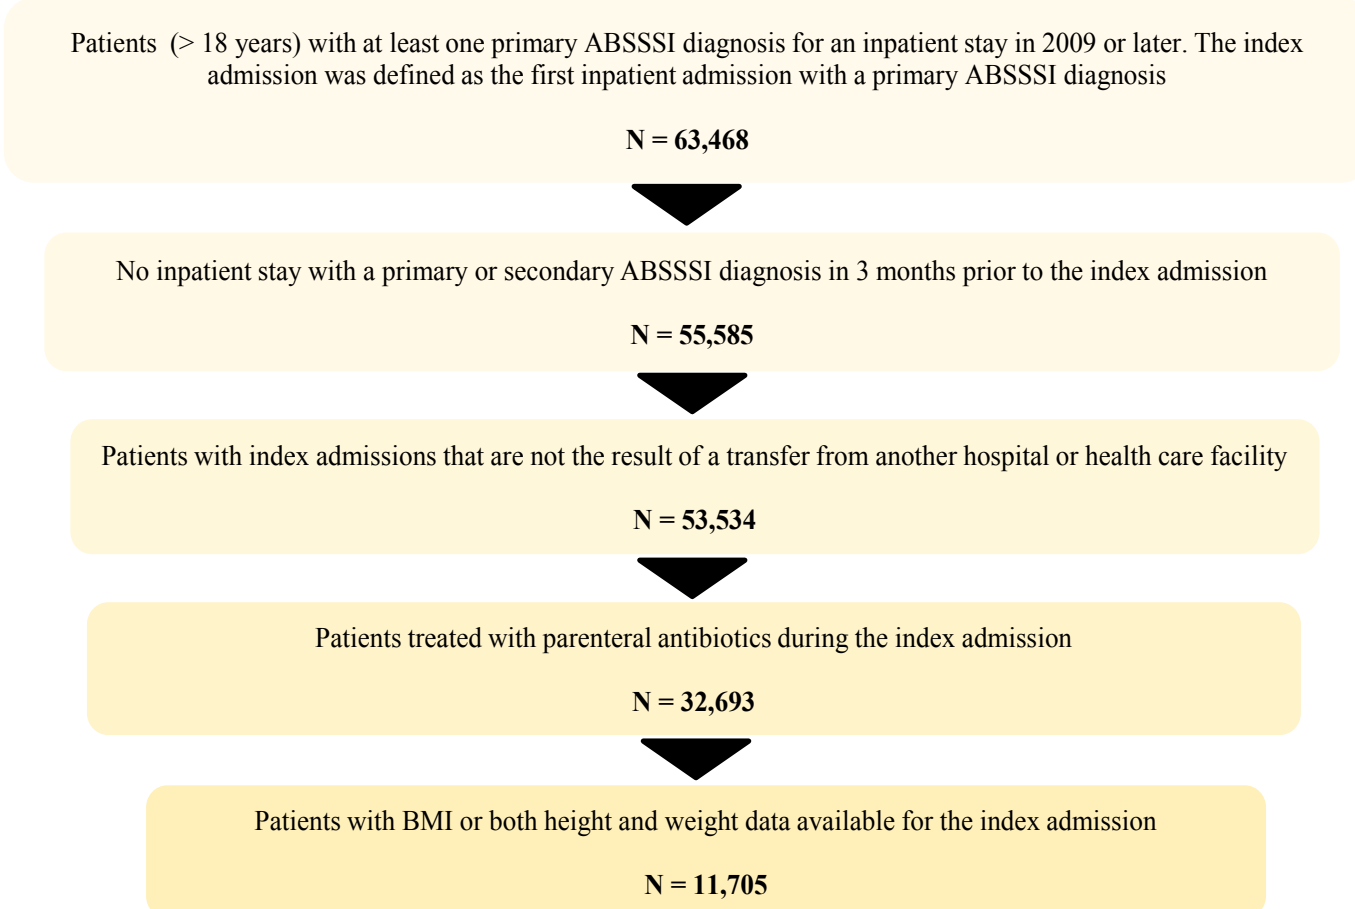 Patients  (> 18 years) with at least one primary ABSSSI diagnosis for an inpatient stay in 2009 or later. The index
admission was defined as the first inpatient admission with a primary ABSSSI diagnosis
N = 63,468
No inpatient stay with a primary or secondary ABSSSI diagnosis in 3 months prior to the index admission
N = 55,585
Patients with index admissions that are not the result of a transfer from another hospital or health care facility
N = 53,534
Patients treated with parenteral antibiotics during the index admission
N = 32,693
Patients with BMI or both height and weight data available for the index admission
N = 11,705